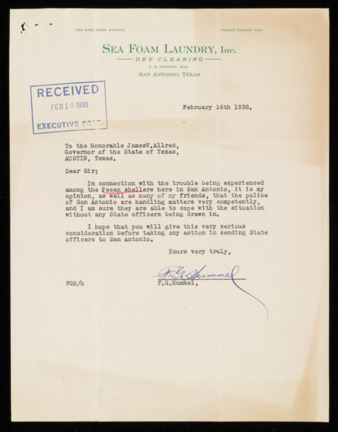 SEA FOAM LAUNDRY, INC.
DRY CLEANING
SAN ANTONIO, TEXAS
RECEIVED
FEB 18 1938
EXECUTIVE DEPT.
February 16th 1938.
To the Honorable JamesV,Allred,
Governor of the State of Texas,
AUSTIN, Texas,
Dear Sir;
In connection with the trouble being experienced
among the Pecan shellers here in San Antonio, it is my
opinion, as well as many of my friends, that the police
of San Antonio are handling matters very competently,
and I am sure they are able to cope with the situation
without any State officers being drawn in.
I hope that you will give this very serious
consideration before taking any action in sending State
officers to San Antonio.
Yours very truly,
F.G. Hummel
FGH/h
F.G.Hummel,